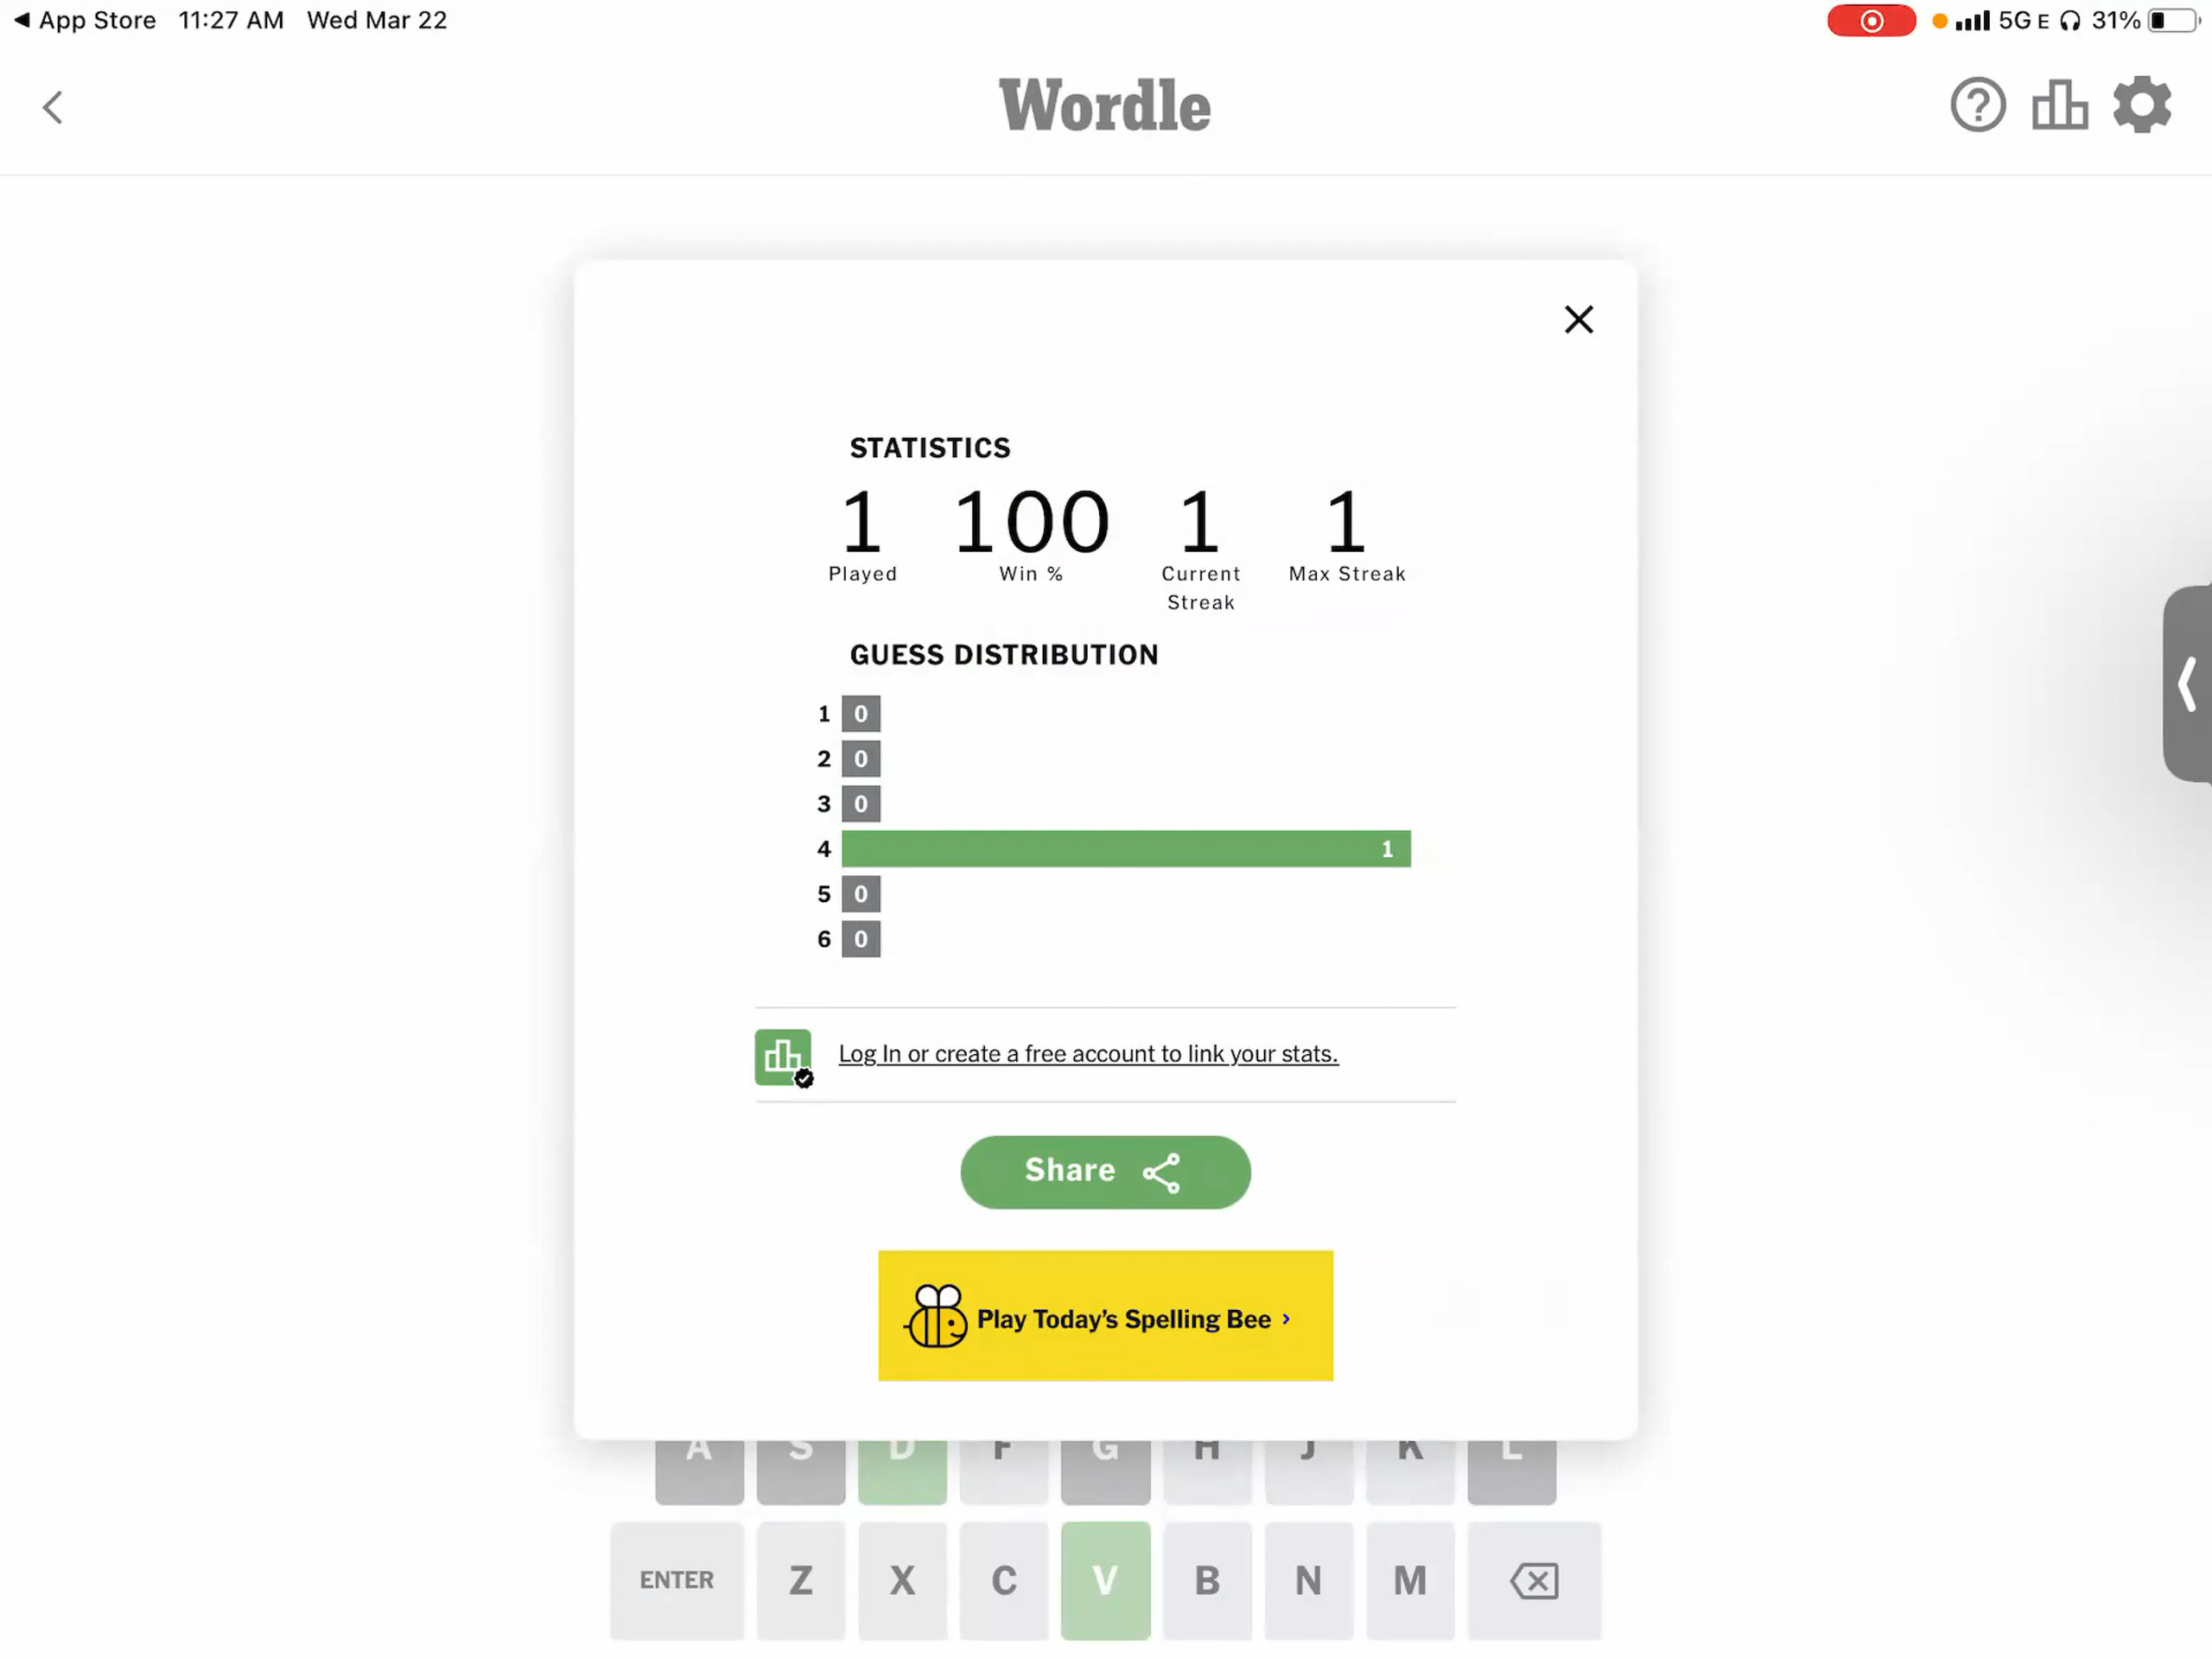 App Store 11:27 AM Wed Mar 22 5G E 31%
Wordle
STATISTICS
1 100 1 1
Played Win % Current Streak Max Streak
GUESS DISTRIBUTION
1 0
2 0
3 0
4 1
5 0
6 0
Log In or create a free account to link your stats.
Share
Play Today's Spelling Bee ›
A S D F G H J K L
ENTER Z X C V B N M